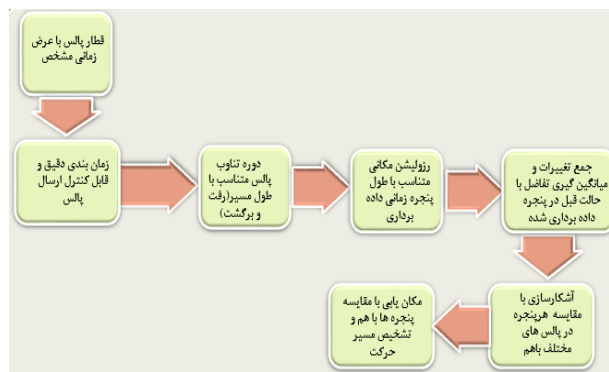 قطار پالس با عرض
زمانی مشخص
زمان بندی دقیق و
قابل کنترل ارسال
پالس
دوره تناوب
پالس متناسب با
طول مسیر(رفت
و برگشت)
رزولیشن مکانی
متناسب با طول
پنجره زمانی داده
برداری
جمع تغییرات و
میانگین گیری تفاضل با
حالت قبل در پنجره
داده برداری شده
آشکارسازی با
مقایسه هرپنجره
در پالس های
مختلف باهم
مکان یابی با مقایسه
پنجره ها با هم و
تشخیص مسیر
حرکت